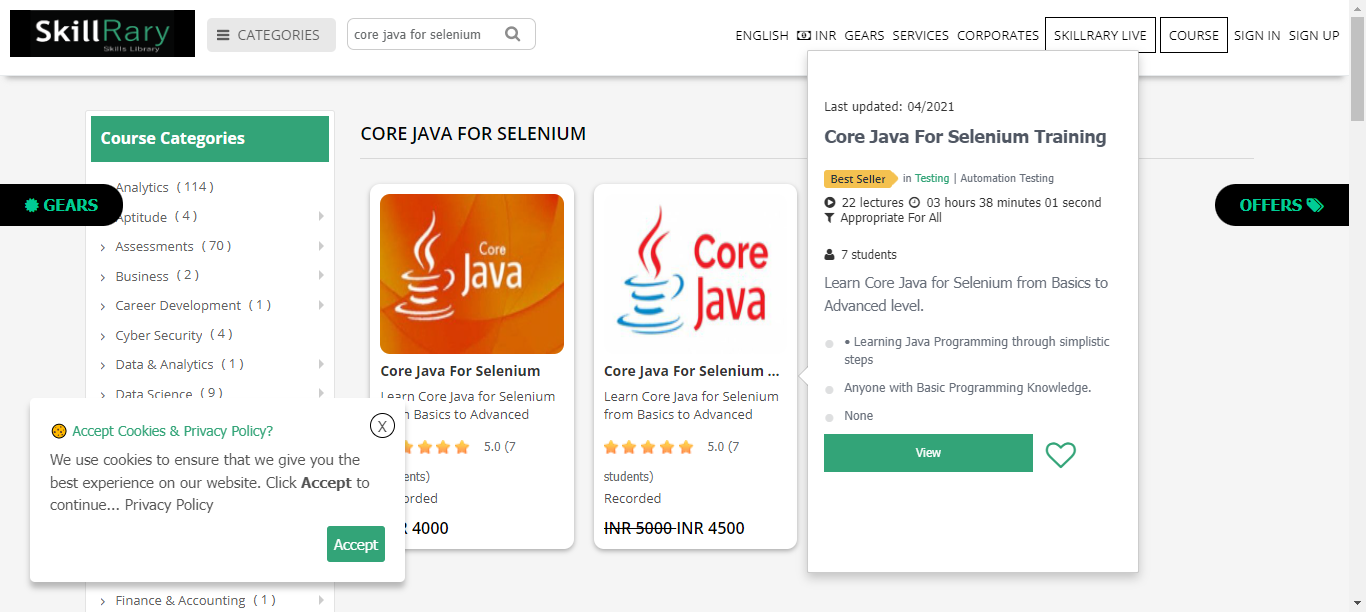 SkillRary
Skills Library
CATEGORIES
core java for selenium
ENGLISH INR GEARS SERVICES CORPORATES SKILLRARY LIVE COURSE SIGN IN SIGN UP
Course Categories
Analytics ( 114 )
Aptitude ( 4 )
Assessments ( 70 )
Business ( 2 )
Career Development ( 1 )
Cyber Security ( 4 )
Data & Analytics ( 1 )
Data Science ( 9 )
Finance & Accounting ( 1 )
GEARS
OFFERS
Accept Cookies & Privacy Policy?
X
We use cookies to ensure that we give you the
best experience on our website. Click Accept to
continue... Privacy Policy
Accept
CORE JAVA FOR SELENIUM
Core
Java
Core Java For Selenium
Learn Core Java for Selenium
Basics to Advanced
5.0 (7
4000
Core
Java
Core Java For Selenium ...
Learn Core Java for Selenium
from Basics to Advanced
5.0 (7
students)
Recorded
INR 5000 INR 4500
Last updated: 04/2021
Core Java For Selenium Training
Best Seller in Testing | Automation Testing
22 lectures 03 hours 38 minutes 01 second
Appropriate For All
7 students
Learn Core Java for Selenium from Basics to
Advanced level.
• Learning Java Programming through simplistic
steps
Anyone with Basic Programming Knowledge.
None
View